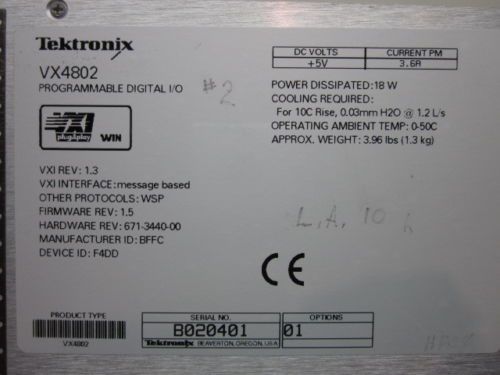 Tektronix
VX4802
PROGRAMMABLE DIGITAL I/O
#2
VXI
plug&play
WIN
VXI REV: 1.3
VXI INTERFACE: message based
OTHER PROTOCOLS: WSP
FIRMWARE REV: 1.5
HARDWARE REV: 671-3440-00
MANUFACTURER ID: BFFC
DEVICE ID: F4DD
DC VOLTS CURRENT PM
+5V 3.6A
POWER DISSIPATED: 18 W
COOLING REQUIRED:
For 10C Rise, 0.03mm H2O @ 1.2 L/s
OPERATING AMBIENT TEMP: 0-50C
APPROX. WEIGHT: 3.96 lbs (1.3 kg)
L.A. 10
CE
PRODUCT TYPE
VX4802
SERIAL NO. OPTIONS
B020401 01
Tektronix BEAVERTON, OREGON, USA